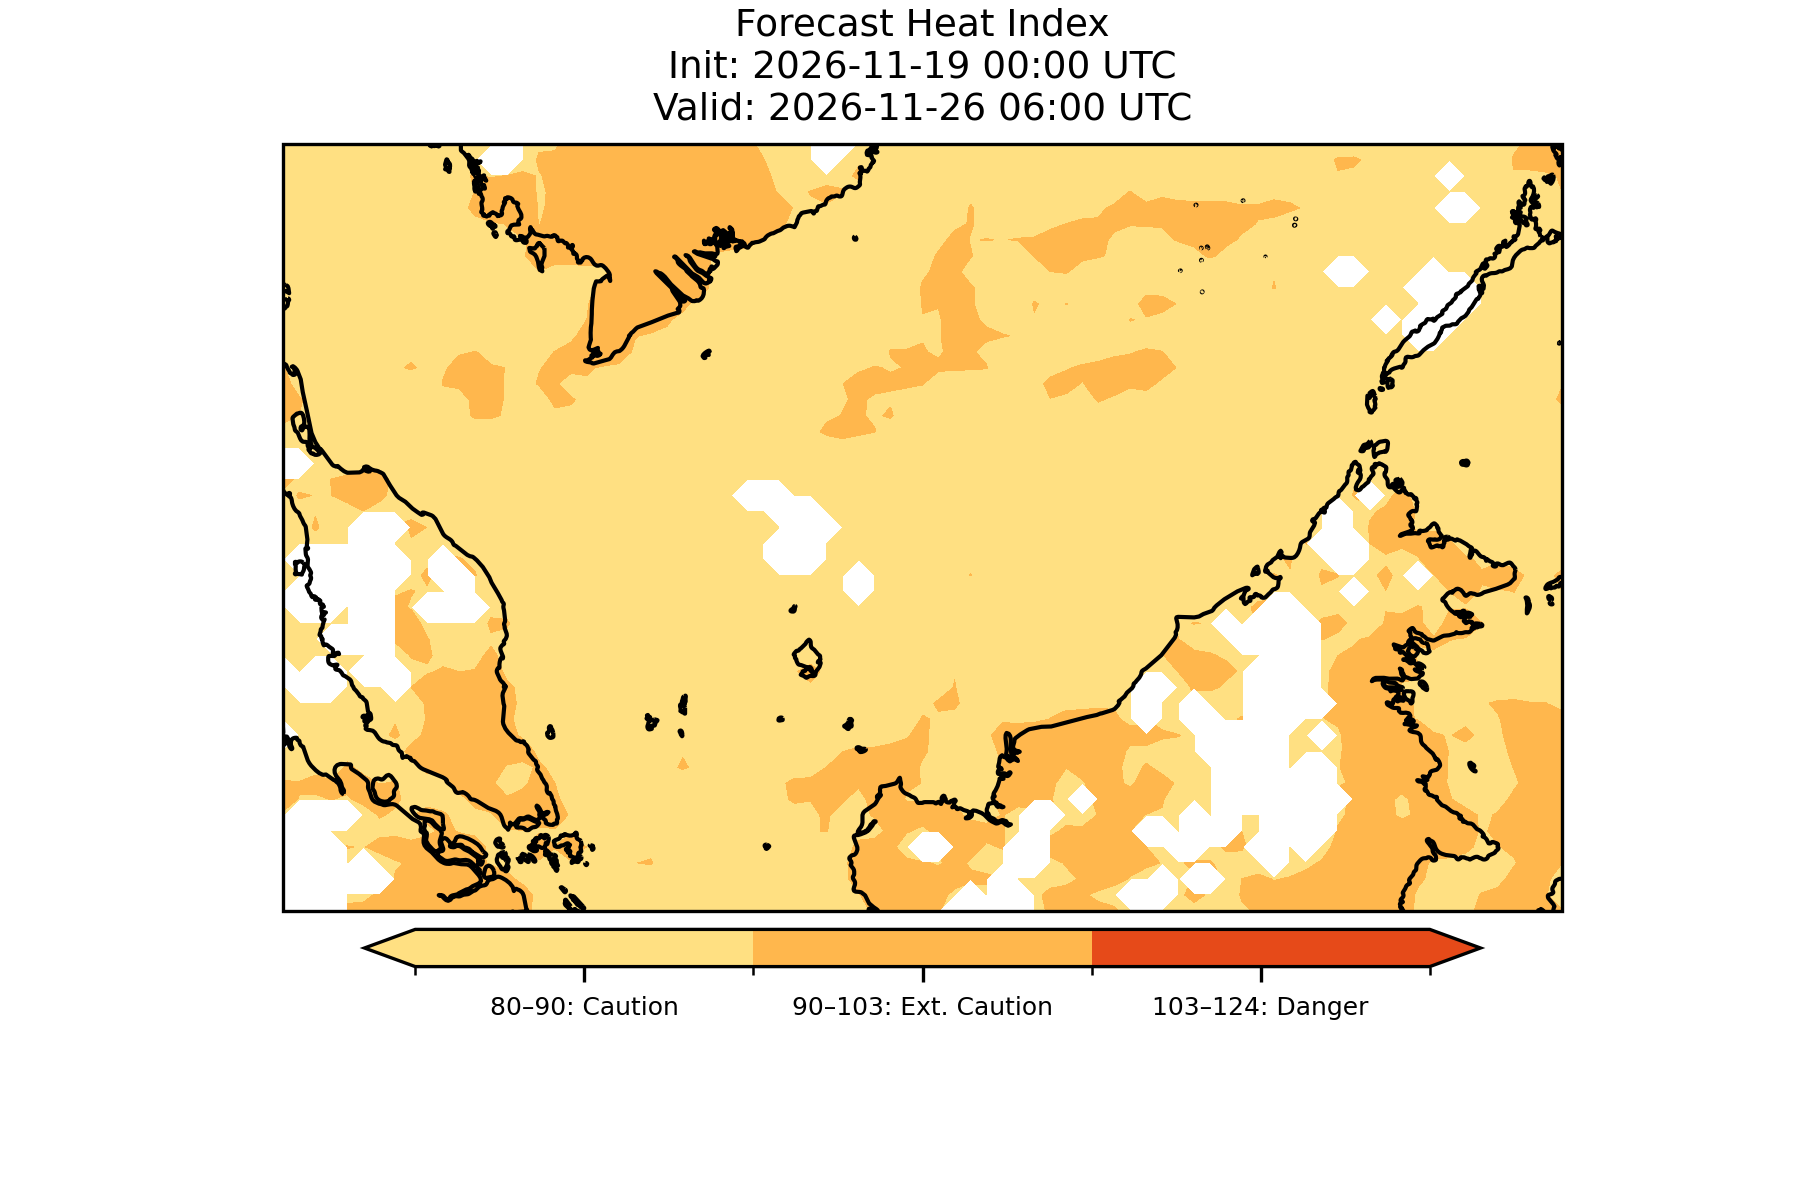 Forecast Heat Index
Init: 2026-11-19 00:00 UTC
Valid: 2026-11-26 06:00 UTC
80–90: Caution
90–103: Ext. Caution
103–124: Danger